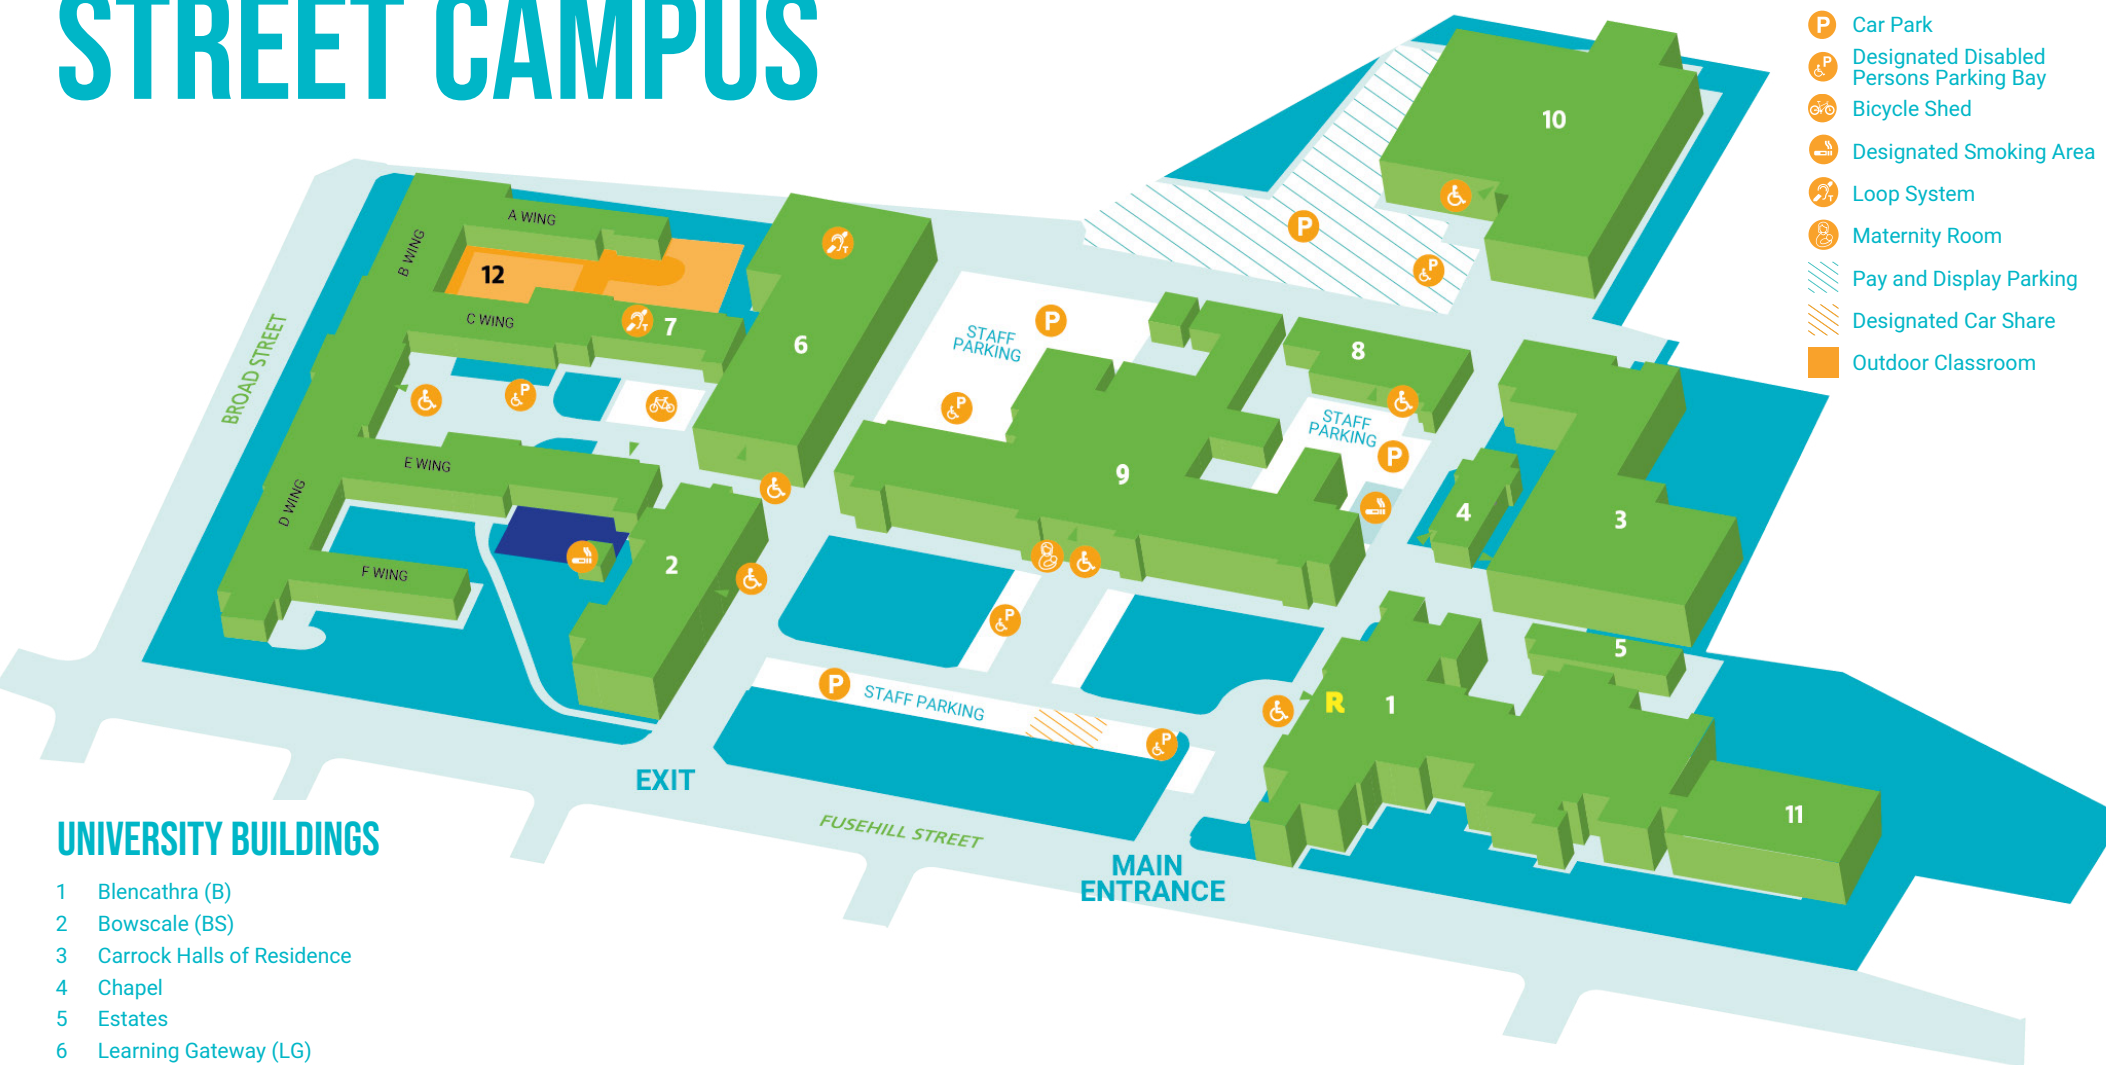 STREET CAMPUS
P Car Park
P Designated Disabled
Persons Parking Bay
Bicycle Shed
Designated Smoking Area
T Loop System
Maternity Room
Pay and Display Parking
Designated Car Share
Outdoor Classroom
10
P
P
A WING
B WING
12
C WING
T
7
T
6
BROAD STREET
P
STAFF
PARKING
P
P
8
STAFF
PARKING
P
P
E WING
D WING
F WING
2
9
4
3
5
P
P
STAFF PARKING
P
R
1
11
EXIT
FUSEHILL STREET
MAIN
ENTRANCE
UNIVERSITY BUILDINGS
1 Blencathra (B)
2 Bowscale (BS)
3 Carrock Halls of Residence
4 Chapel
5 Estates
6 Learning Gateway (LG)